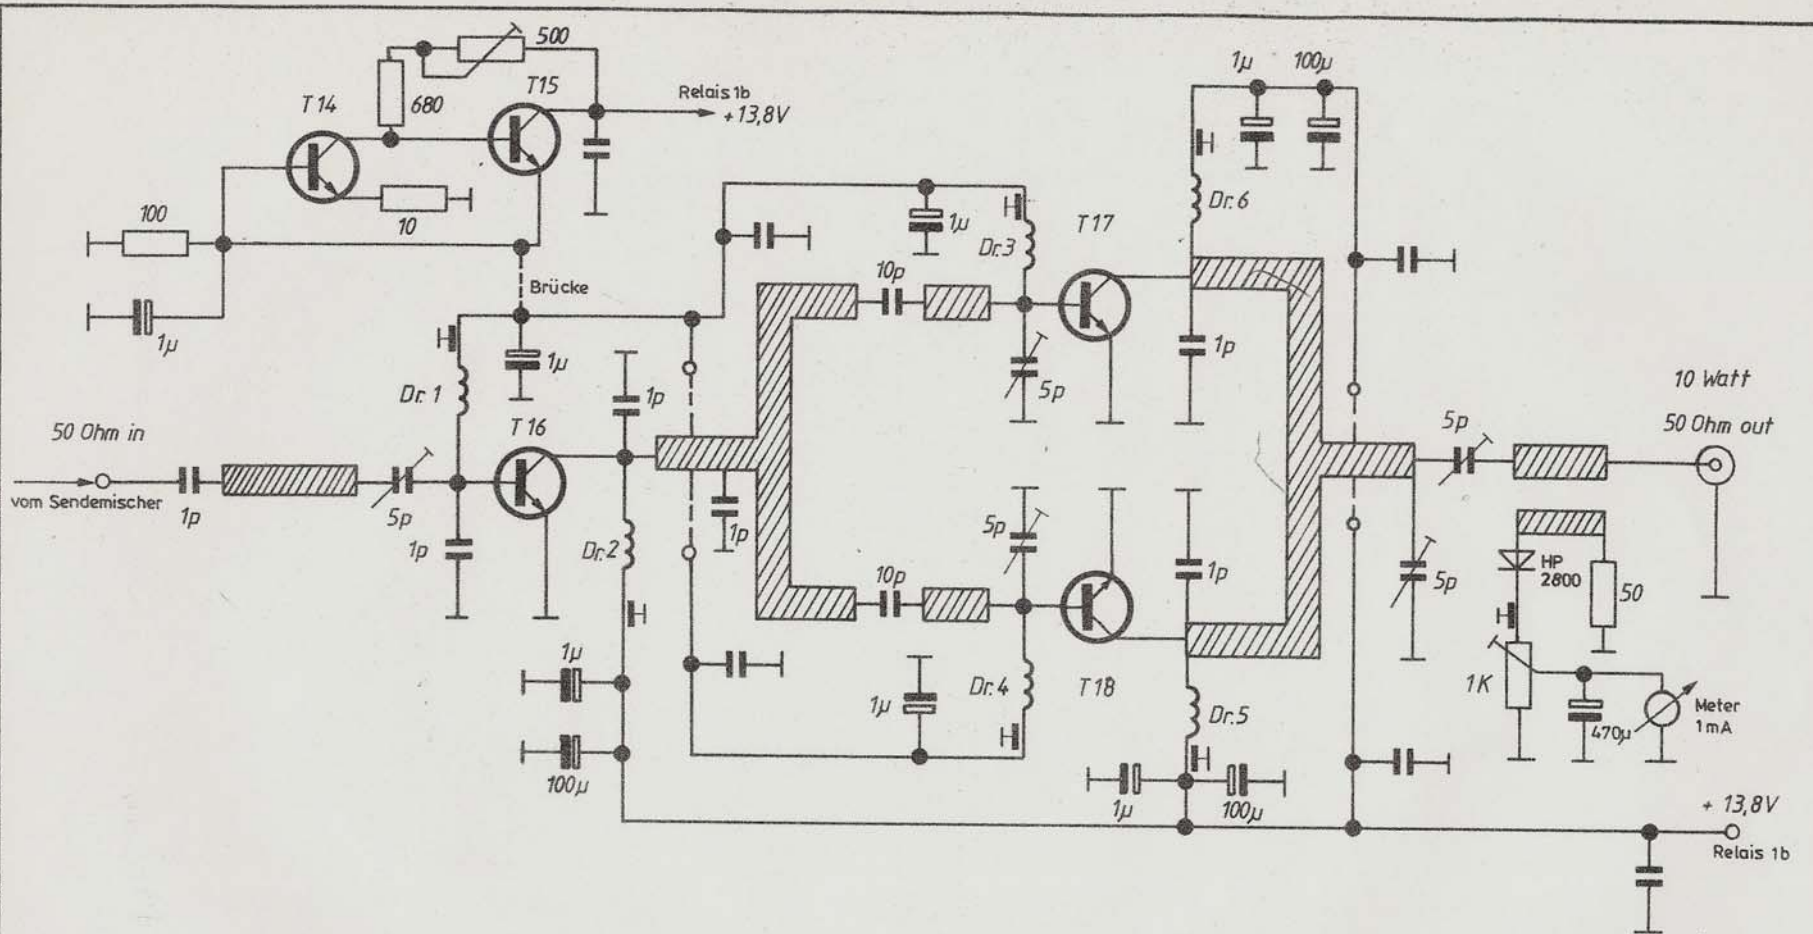 500
680
T 14
T15
Relais 1b
+13,8V
100
10
1µ
Brücke
1µ
Dr. 1
50 Ohm in
vom Sendemischer
1p
5p
1p
T 16
1p
Dr.2
1p
1µ
100µ
10p
10p
1µ
Dr.3
T 17
5p
1p
5p
1p
T 18
Dr.4
1µ
Dr.5
1µ
100µ
Dr.6
1µ
100µ
10 Watt
50 Ohm out
5p
5p
HP
2800
50
1K
470µ
Meter
1mA
+ 13,8V
Relais 1b